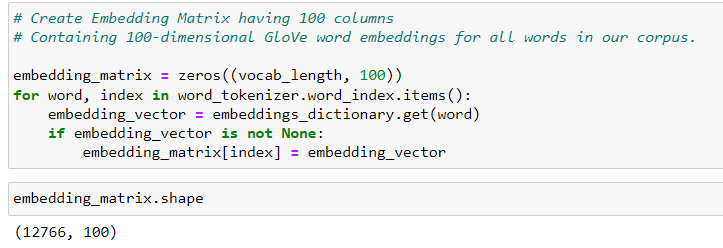 # Create Embedding Matrix having 100 columns
# Containing 100-dimensional GloVe word embeddings for all words in our corpus.
embedding_matrix = zeros((vocab_length, 100))
for word, index in word_tokenizer.word_index.items():
    embedding_vector = embeddings_dictionary.get(word)
    if embedding_vector is not None:
        embedding_matrix[index] = embedding_vector
embedding_matrix.shape
(12766, 100)